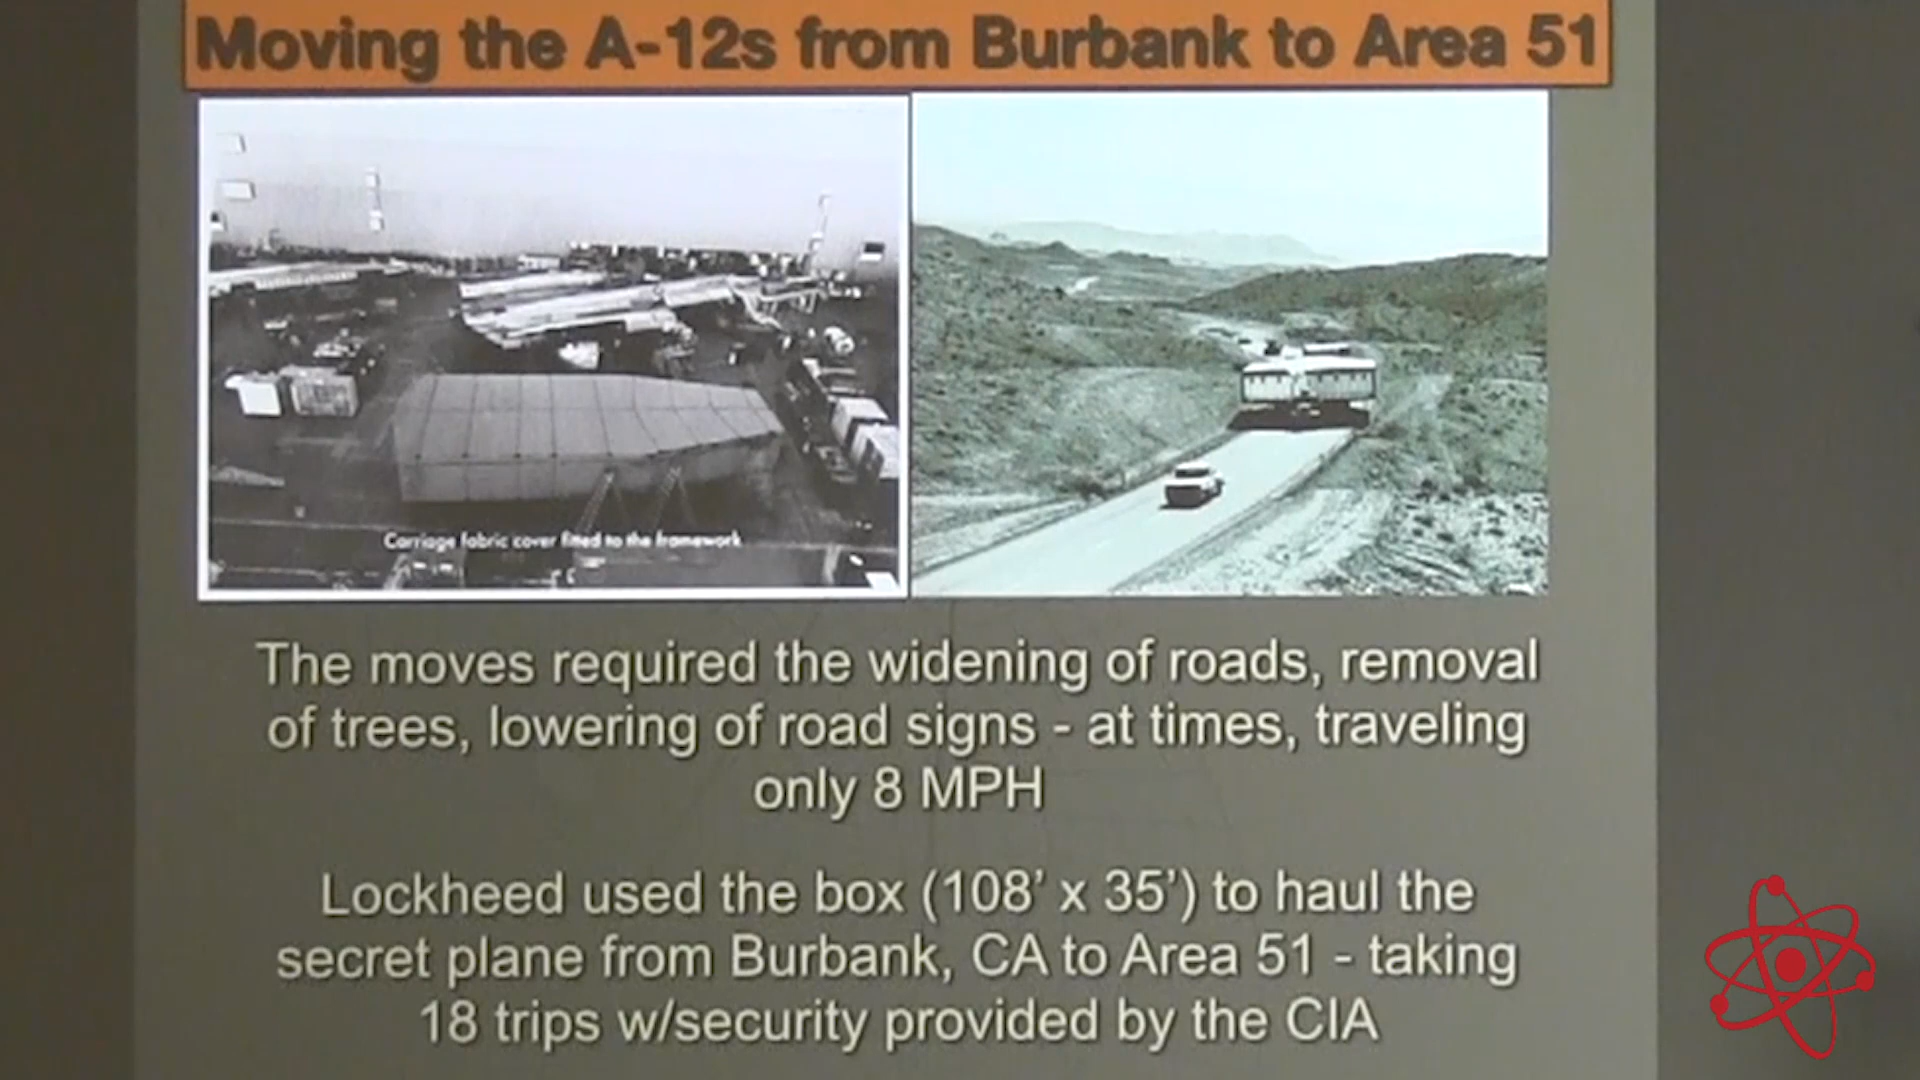 Moving the A-12s from Burbank to Area 51
Carriage fabric cover fitted to the framework
The moves required the widening of roads, removal
of trees, lowering of road signs - at times, traveling
only 8 MPH
Lockheed used the box (108’ x 35’) to haul the
secret plane from Burbank, CA to Area 51 - taking
18 trips w/security provided by the CIA